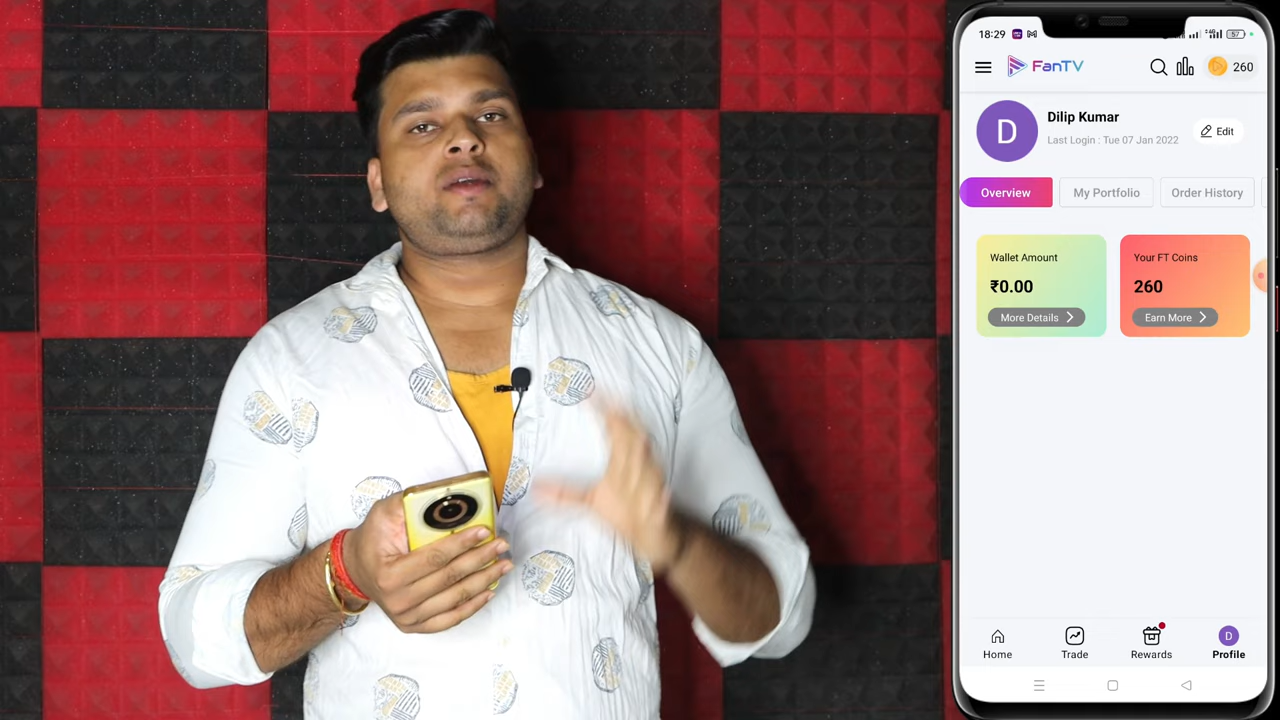 18:29
57
FanTV
260
D
Dilip Kumar
Last Login : Tue 07 Jan 2022
Edit
Overview
My Portfolio
Order History
Wallet Amount
₹0.00
More Details
Your FT Coins
260
Earn More
Home
Trade
Rewards
D
Profile